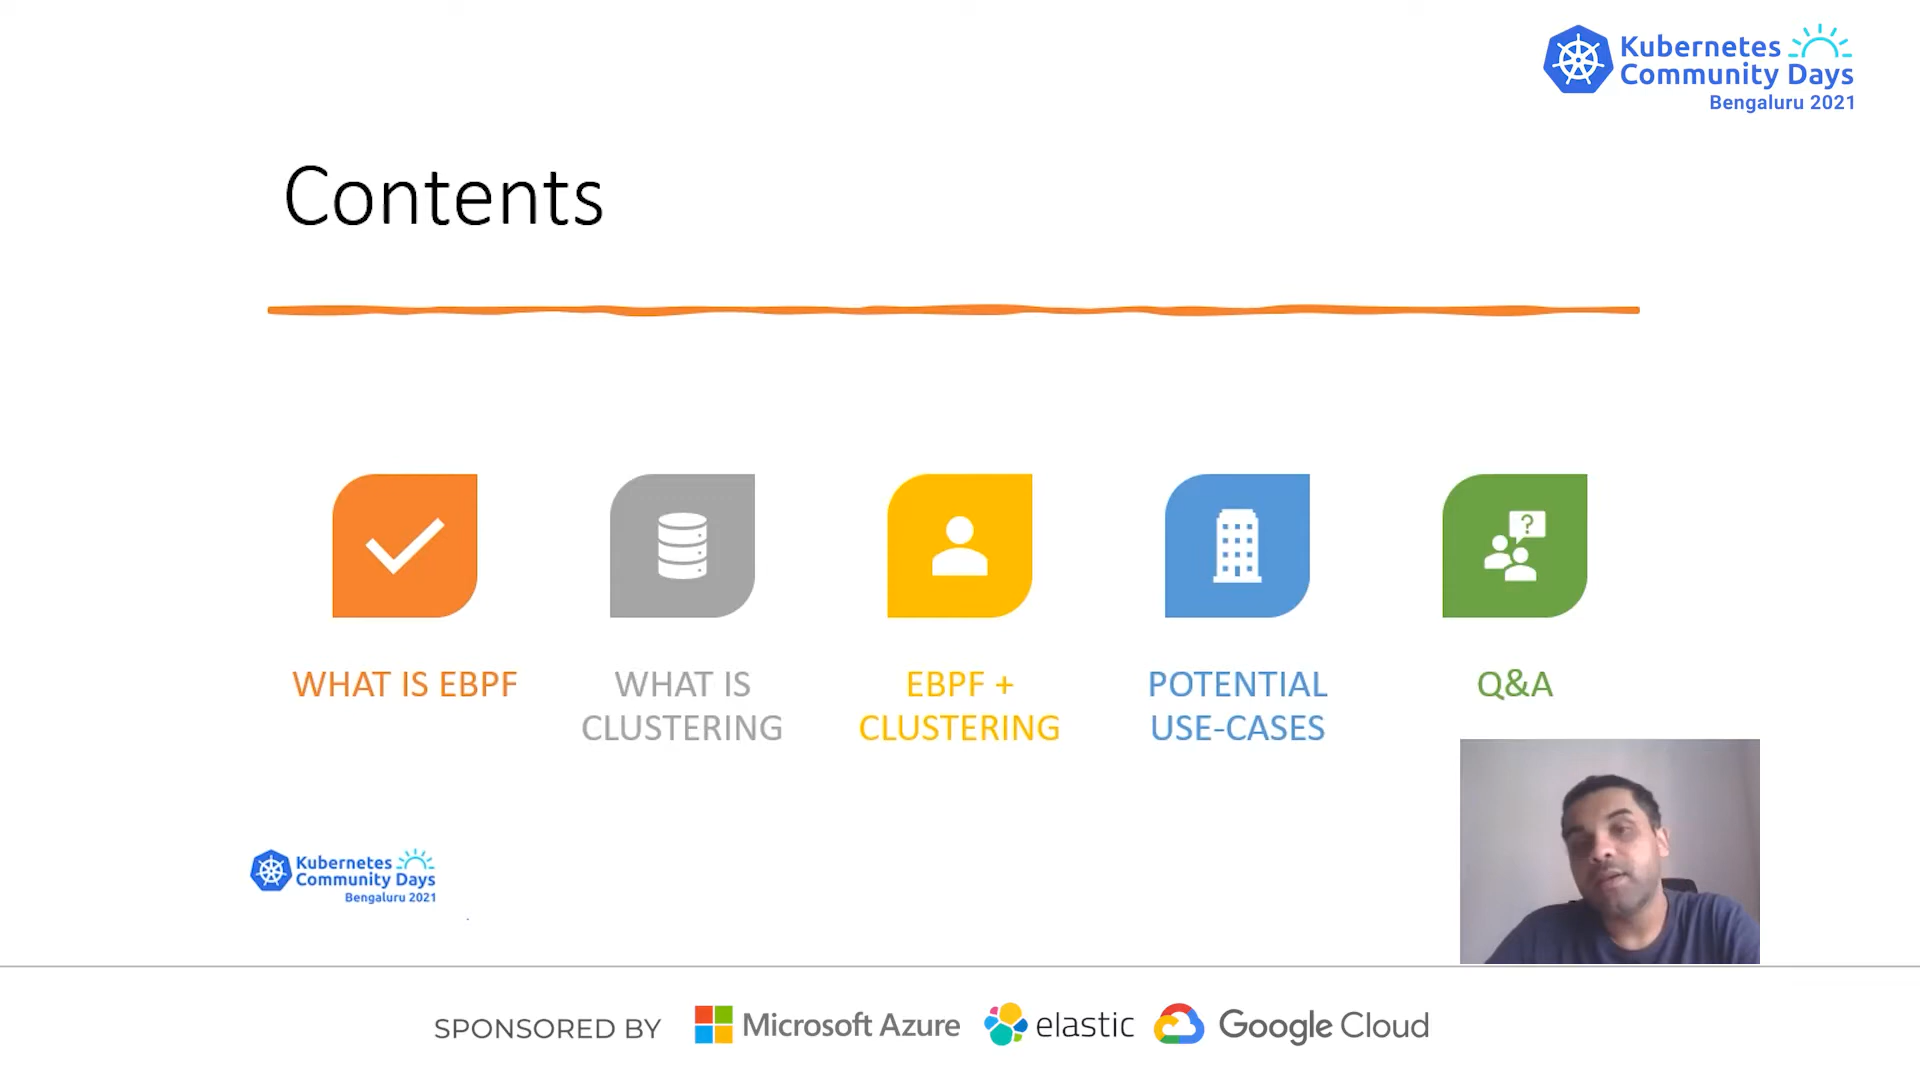 Kubernetes
Community Days
Bengaluru 2021
Contents
WHAT IS EBPF
WHAT IS
CLUSTERING
EBPF +
CLUSTERING
POTENTIAL
USE-CASES
?
Q&A
Kubernetes
Community Days
Bengaluru 2021
SPONSORED BY
Microsoft Azure
elastic
Google Cloud